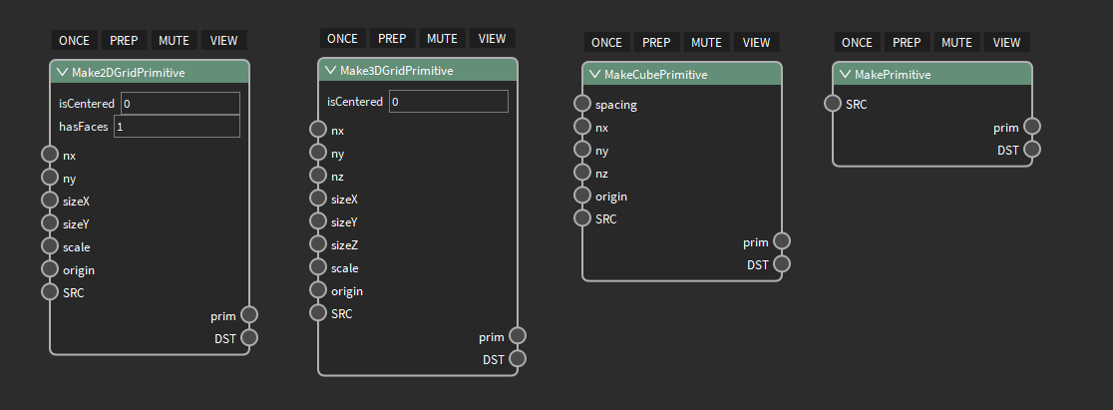 ONCE PREP MUTE VIEW
Make2DGridPrimitive
isCentered 0
hasFaces 1
nx
ny
sizeX
sizeY
scale
origin
SRC
prim
DST
ONCE PREP MUTE VIEW
Make3DGridPrimitive
isCentered 0
nx
ny
nz
sizeX
sizeY
sizeZ
scale
origin
SRC
prim
DST
ONCE PREP MUTE VIEW
MakeCubePrimitive
spacing
nx
ny
nz
origin
SRC
prim
DST
ONCE PREP MUTE VIEW
MakePrimitive
SRC
prim
DST